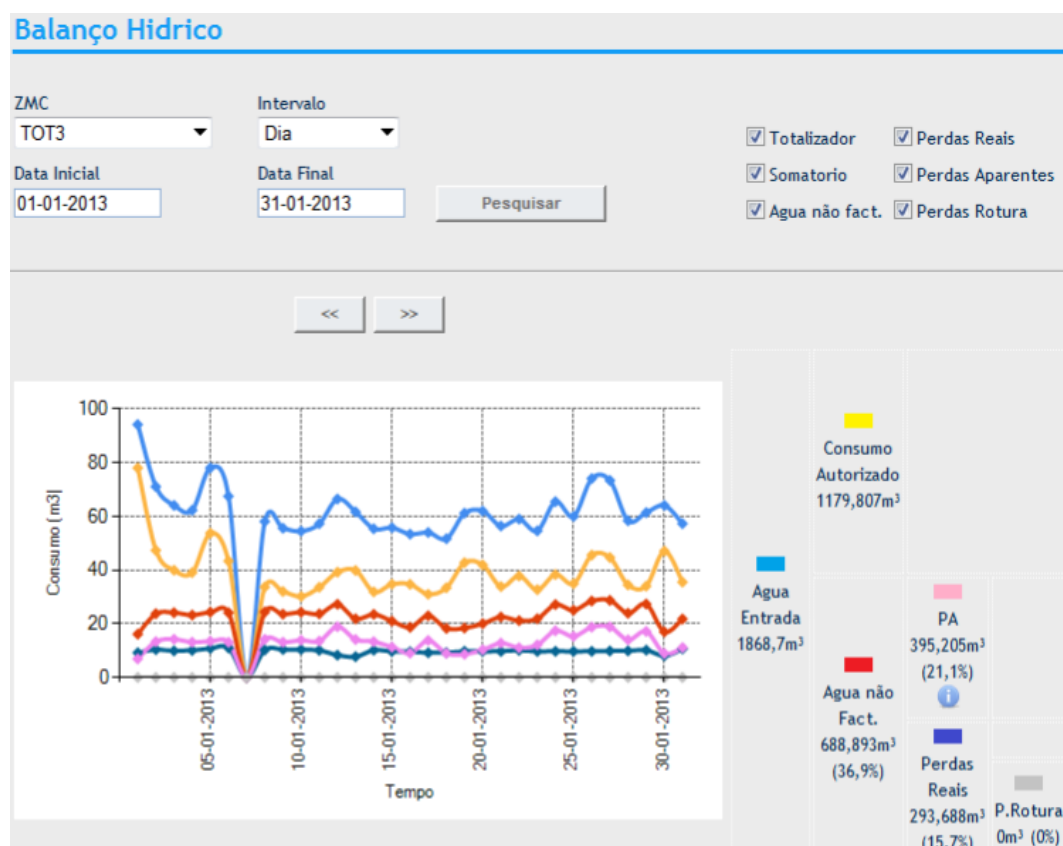 Balanço Hidrico
ZMC
Intervalo
TOT3
Dia
Data Inicial
Data Final
01-01-2013
31-01-2013
Pesquisar
Totalizador
Perdas Reais
Somatorio
Perdas Aparentes
Agua não fact.
Perdas Rotura
<<
>>
Consumo (m3)
100
80
60
40
20
0
05-01-2013
10-01-2013
15-01-2013
20-01-2013
25-01-2013
30-01-2013
Tempo
Agua
Entrada
1868,7m³
Consumo
Autorizado
1179,807m³
Agua não
Fact.
688,893m³
(36,9%)
PA
395,205m³
(21,1%)
i
Perdas
Reais
293,688m³
(15,7%)
P.Rotura
0m³ (0%)